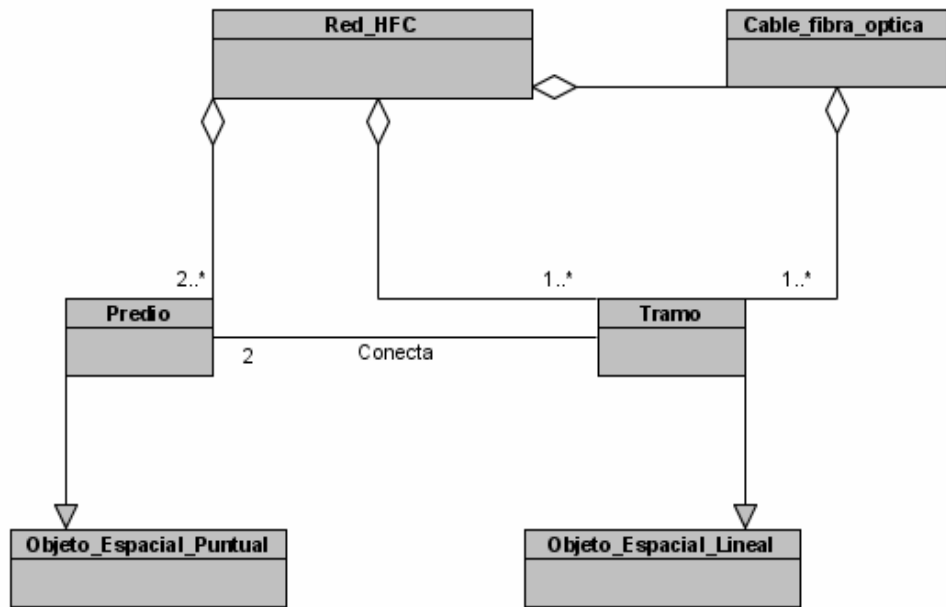 Red_HFC
Cable_fibra_optica
2..*
1..*
1..*
Predio
Tramo
2
Conecta
Objeto_Espacial_Puntual
Objeto_Espacial_Lineal